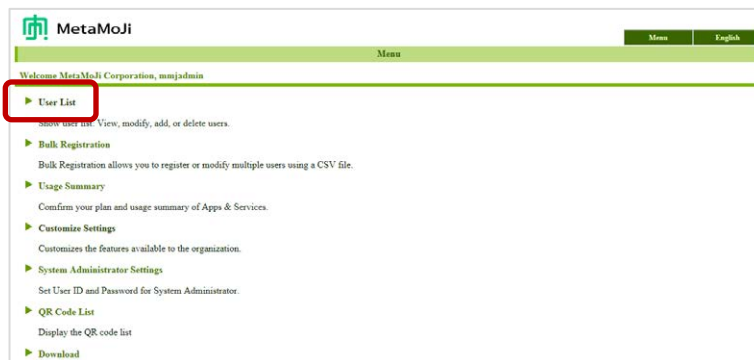 MetaMoJi
Menu English
Menu
Welcome MetaMoJi Corporation, mmjadmin
User List
Show user list. View, modify, add, or delete users.
Bulk Registration
Bulk Registration allows you to register or modify multiple users using a CSV file.
Usage Summary
Comfirm your plan and usage summary of Apps & Services.
Customize Settings
Customizes the features available to the organization.
System Administrator Settings
Set User ID and Password for System Administrator.
QR Code List
Display the QR code list
Download